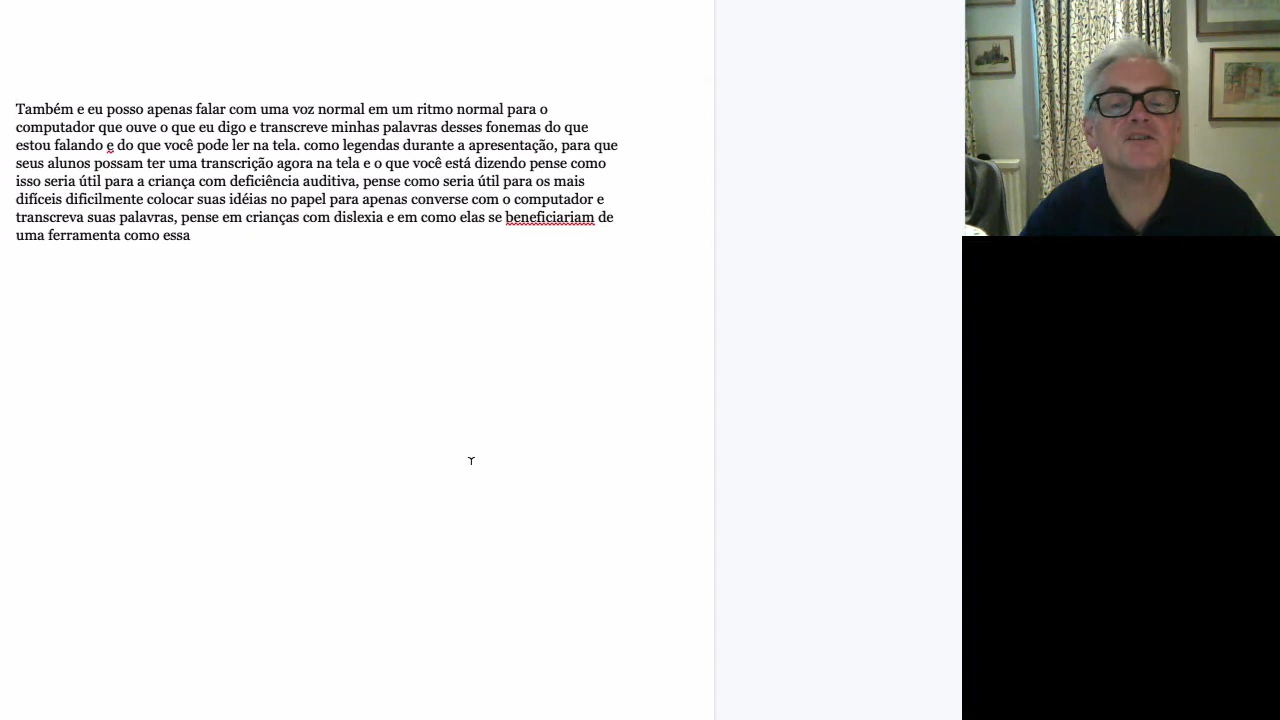 Também e eu posso apenas falar com uma voz normal em um ritmo normal para o
computador que ouve o que eu digo e transcreve minhas palavras desses fonemas do que
estou falando e do que você pode ler na tela. como legendas durante a apresentação, para que
seus alunos possam ter uma transcrição agora na tela e o que você está dizendo pense como
isso seria útil para a criança com deficiência auditiva, pense como seria útil para os mais
difíceis dificilmente colocar suas idéias no papel para apenas converse com o computador e
transcreva suas palavras, pense em crianças com dislexia e em como elas se beneficiariam de
uma ferramenta como essa